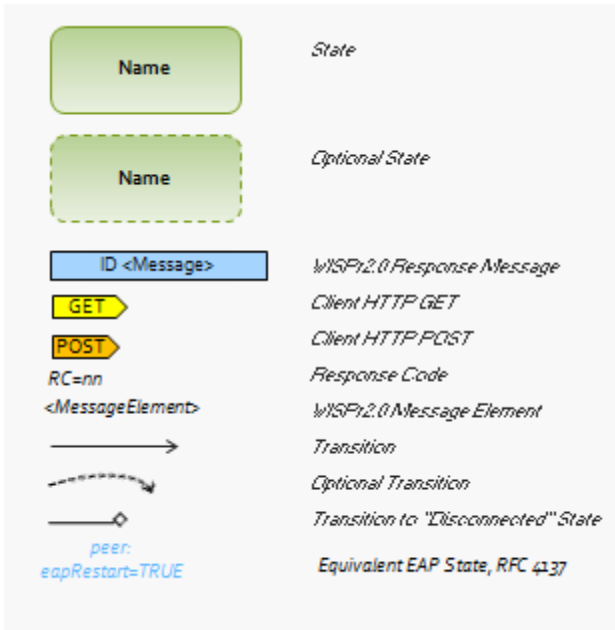 Name
State
Name
Optional State
ID <Message>
WISPr2.0 Response Message
GET
Client HTTP GET
POST
Client HTTP POST
RC=nn
Response Code
<MessageElement>
WISPr2.0 Message Element
Transition
Optional Transition
Transition to "Disconnected" State
peer:
eapRestart=TRUE
Equivalent EAP State, RFC 4137